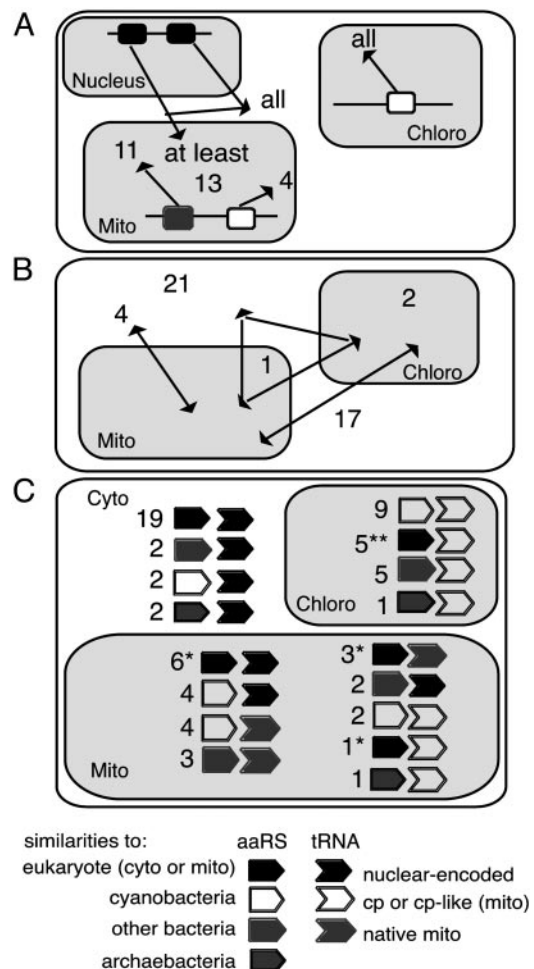 A
Nucleus
all
11
at least
13
4
Mito
all
Chloro
B
21
4
1
2
Chloro
17
Mito
C
Cyto
19
2
2
2
9
5**
5
1
Chloro
6*
4
4
3
3*
2
2
1*
1
Mito
similarities to: aaRS tRNA
eukaryote (cyto or mito) nuclear-encoded
cyanobacteria cp or cp-like (mito)
other bacteria native mito
archaebacteria